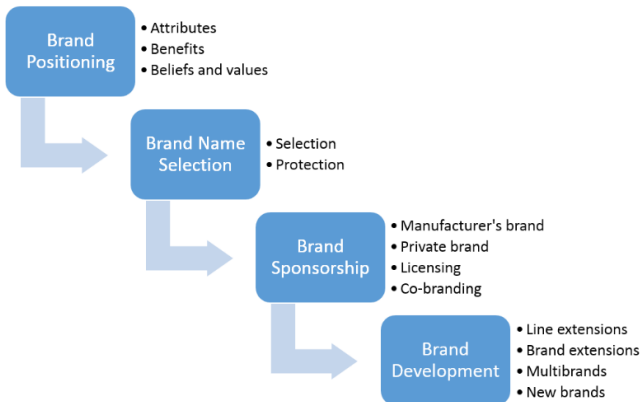 Brand
Positioning
• Attributes
• Benefits
• Beliefs and values
Brand Name
Selection
• Selection
• Protection
Brand
Sponsorship
• Manufacturer's brand
• Private brand
• Licensing
• Co-branding
Brand
Development
• Line extensions
• Brand extensions
• Multibrands
• New brands